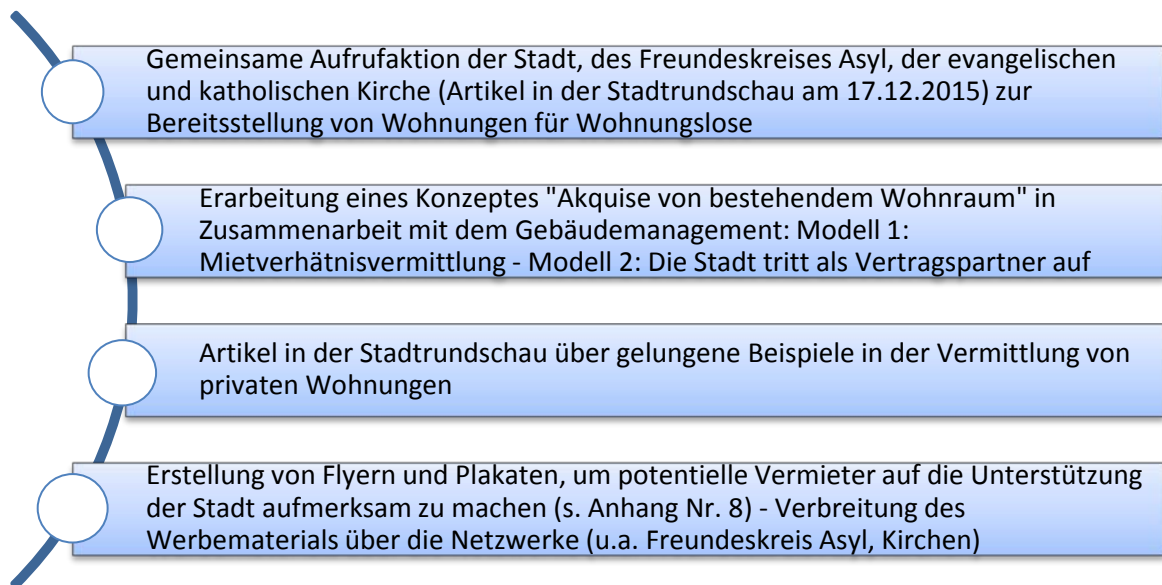 Gemeinsame Aufrufaktion der Stadt, des Freundeskreises Asyl, der evangelischen
und katholischen Kirche (Artikel in der Stadtrundschau am 17.12.2015) zur
Bereitsstellung von Wohnungen für Wohnungslose
Erarbeitung eines Konzeptes "Akquise von bestehendem Wohnraum" in
Zusammenarbeit mit dem Gebäudemanagement: Modell 1:
Mietverhätnisvermittlung - Modell 2: Die Stadt tritt als Vertragspartner auf
Artikel in der Stadtrundschau über gelungene Beispiele in der Vermittlung von
privaten Wohnungen
Erstellung von Flyern und Plakaten, um potentielle Vermieter auf die Unterstützung
der Stadt aufmerksam zu machen (s. Anhang Nr. 8) - Verbreitung des
Werbematerials über die Netzwerke (u.a. Freundeskreis Asyl, Kirchen)